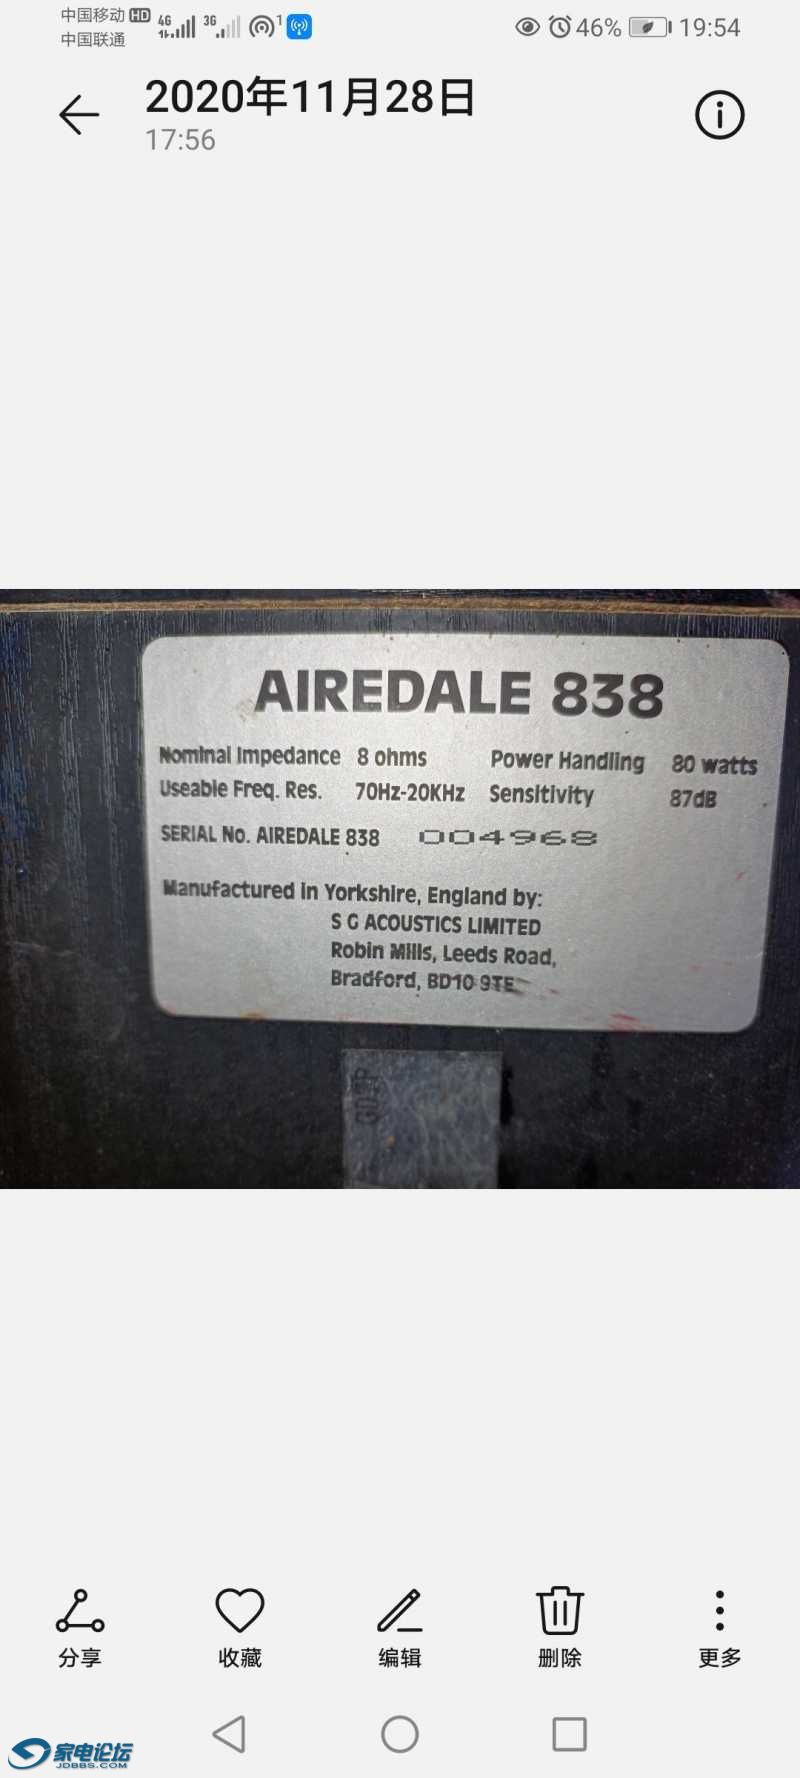 中国移动 HD 4G 3G 1 46% 19:54
中国联通
2020年11月28日
17:56
AIREDALE 838
Nominal Impedance 8 ohms Power Handling 80 watts
Useable Freq. Res. 70Hz-20KHz Sensitivity 87dB
SERIAL No. AIREDALE 838 004968
Manufactured in Yorkshire, England by:
S G ACOUSTICS LIMITED
Robin Mills, Leeds Road,
Bradford, BD10 9TE
分享 收藏 编辑 删除 更多
家电论坛
JDBBS.COM